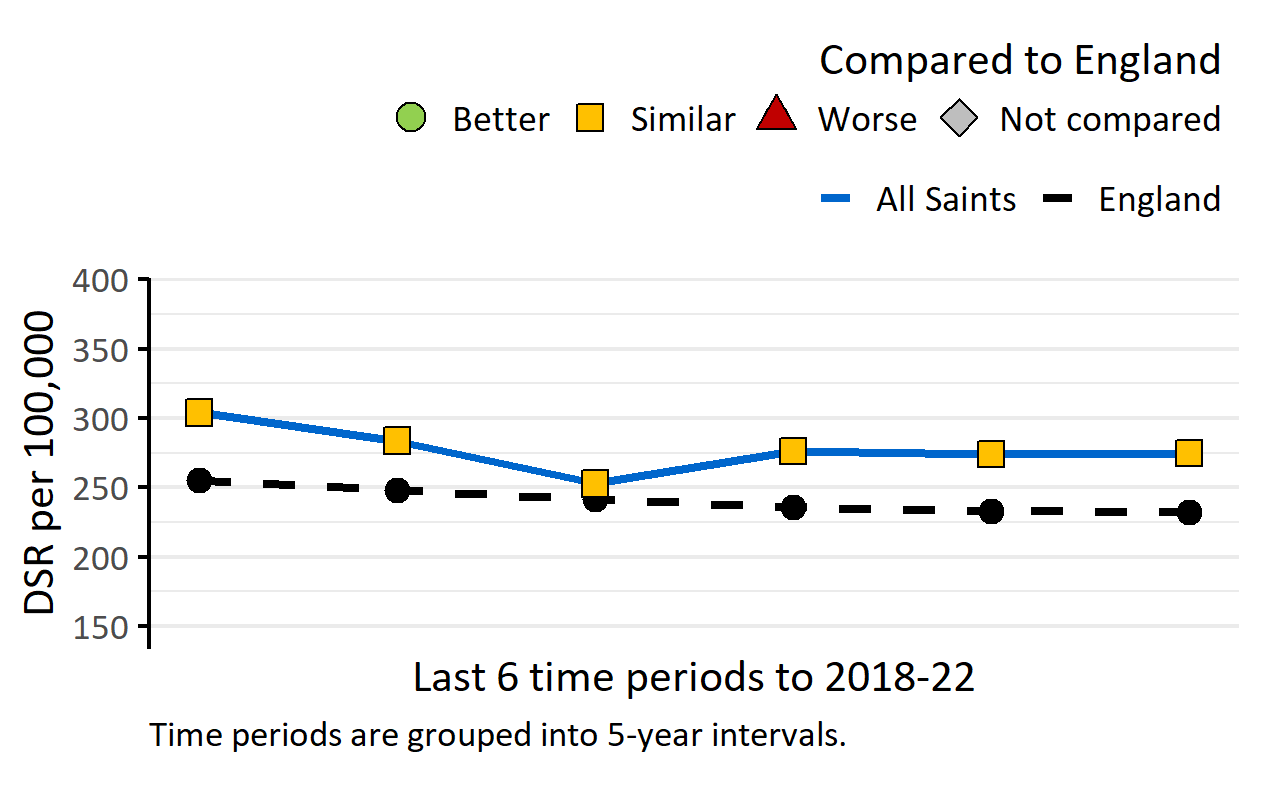 Compared to England
Better Similar Worse Not compared
All Saints England
DSR per 100,000
400
350
300
250
200
150
Last 6 time periods to 2018-22
Time periods are grouped into 5-year intervals.